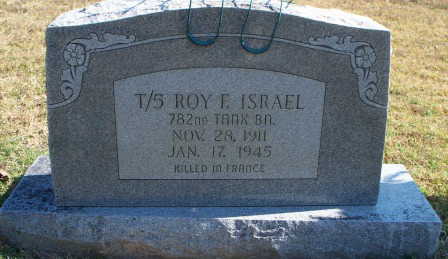 T/5 ROY F. ISRAEL
782ND TANK BN.
NOV. 28, 1911
JAN. 17, 1945
KILLED IN FRANCE